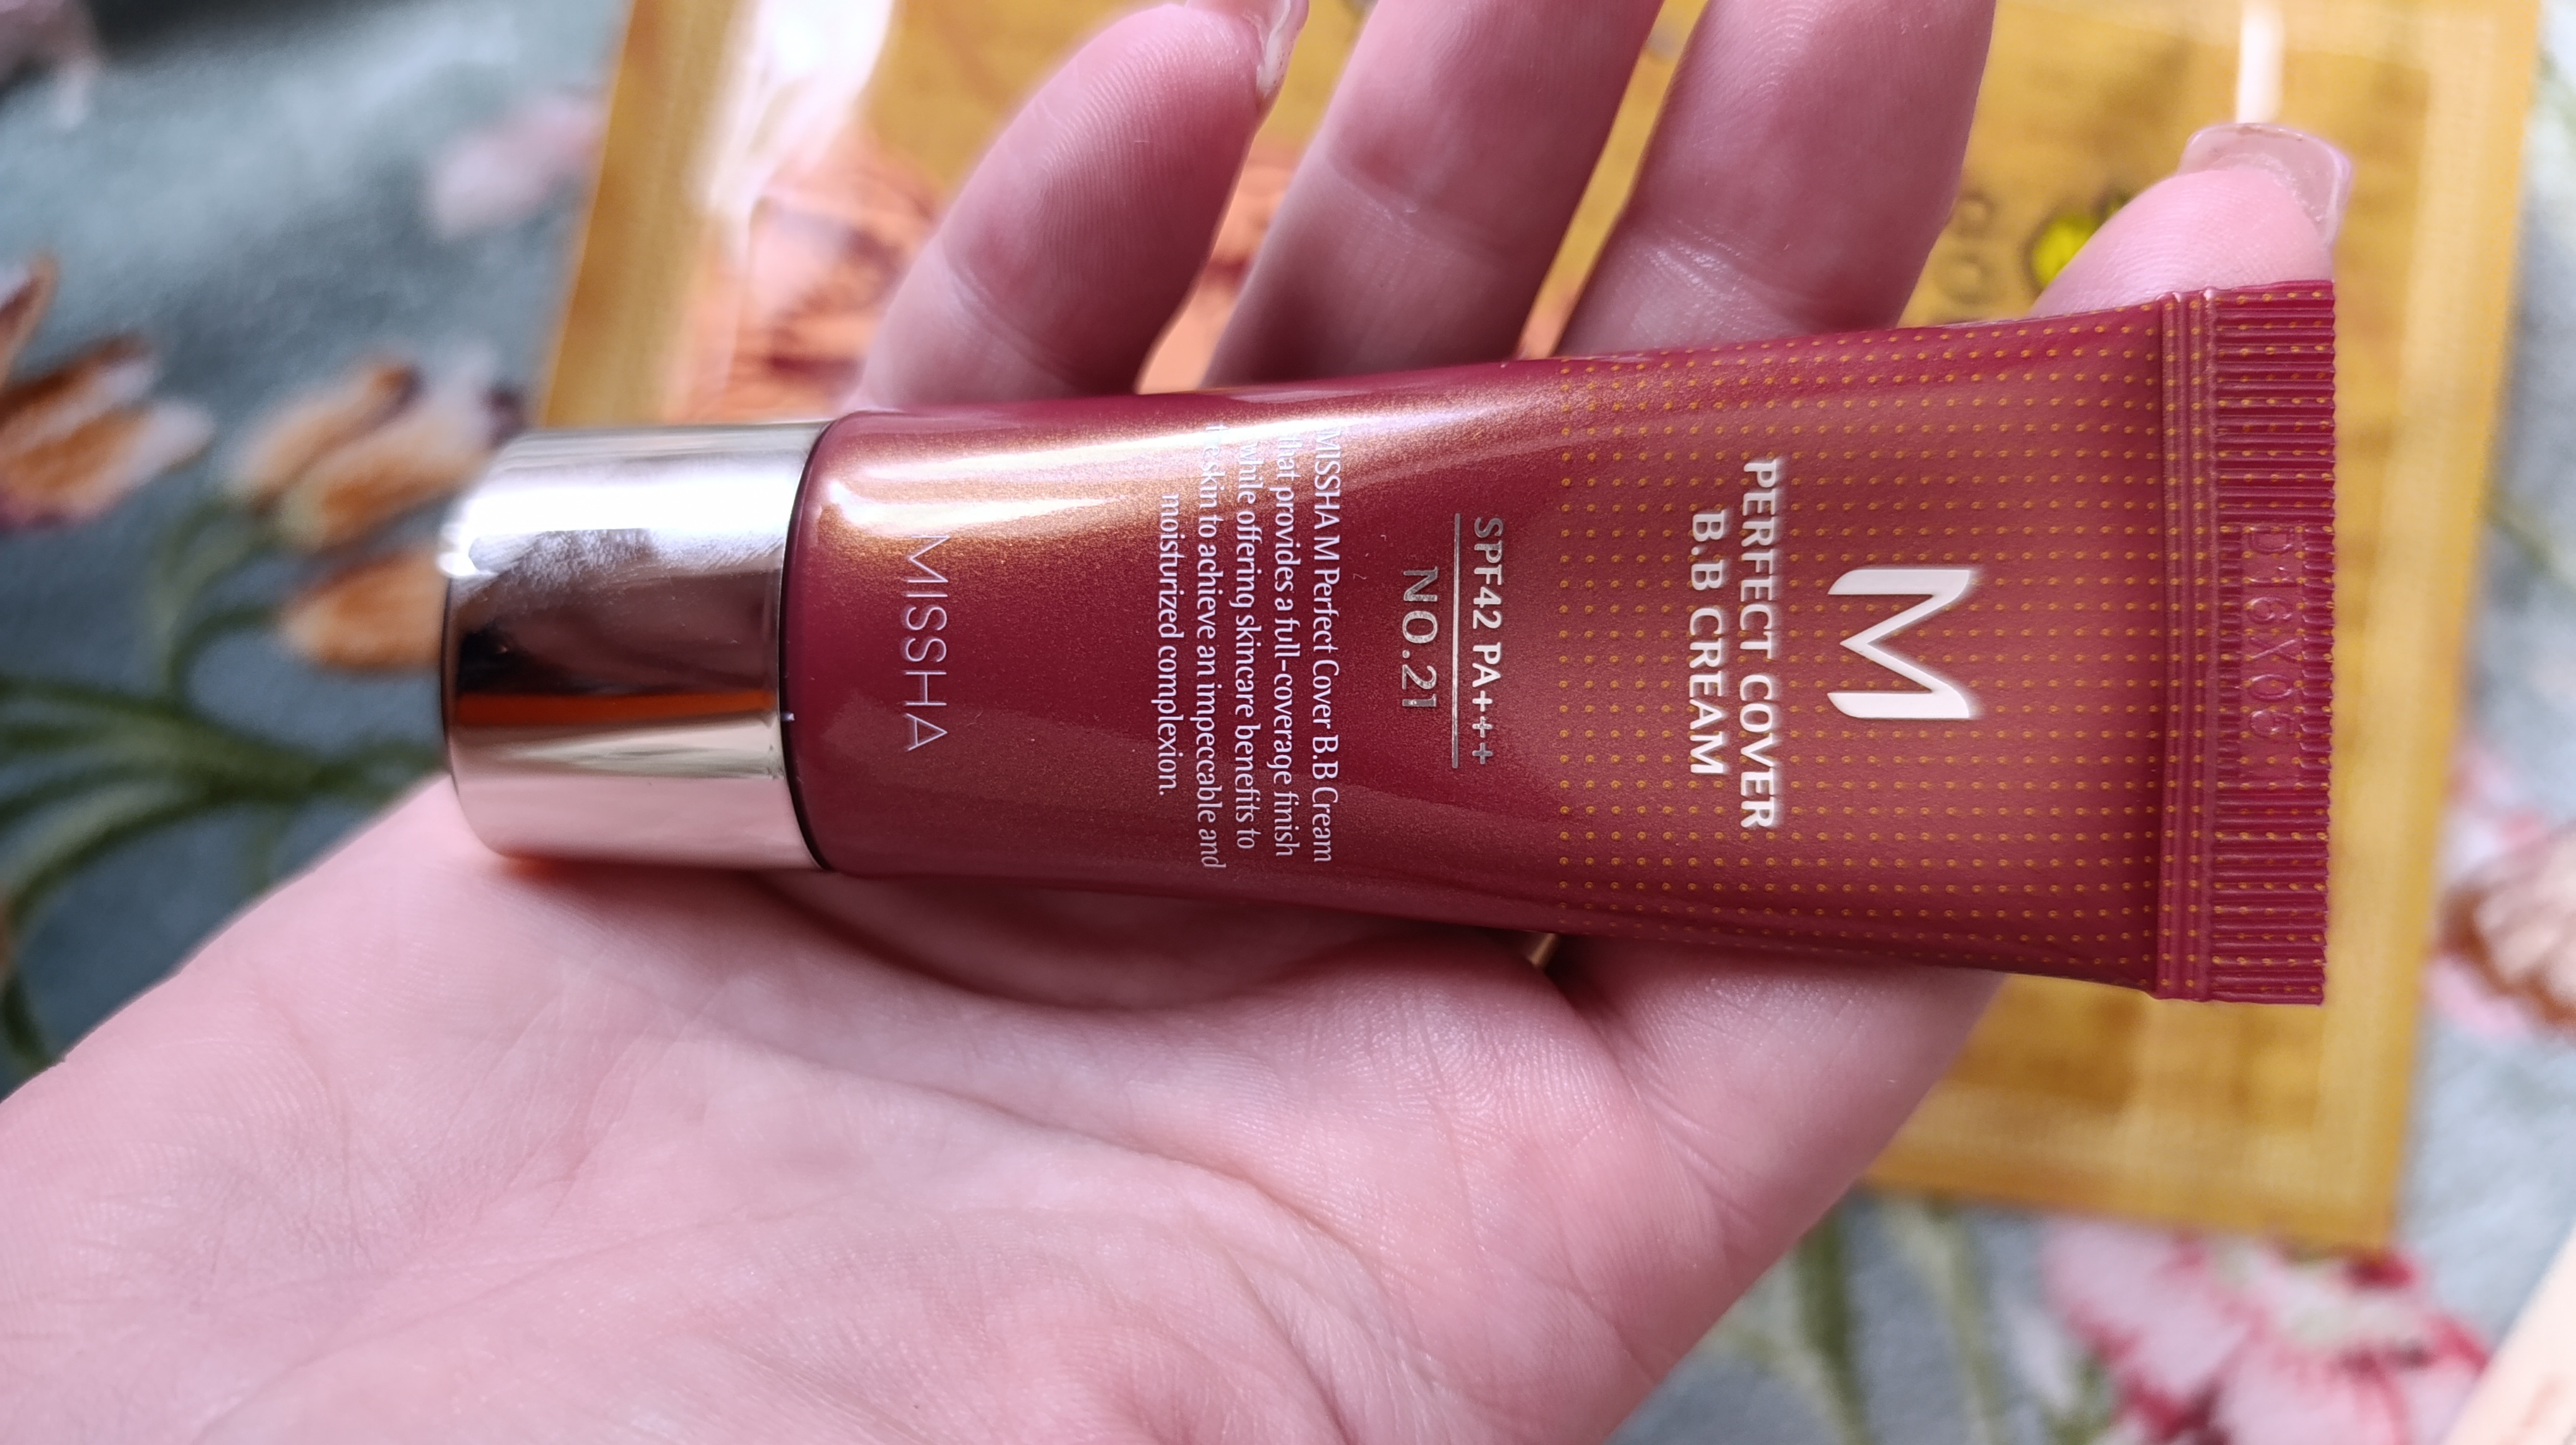 M
PERFECT COVER
B.B CREAM
SPF42 PA+++
NO.21
MISSHA M Perfect Cover B.B Cream
that provides a full-coverage finish
while offering skincare benefits to
the skin to achieve an impeccable and
moisturized complexion.
MISSHA